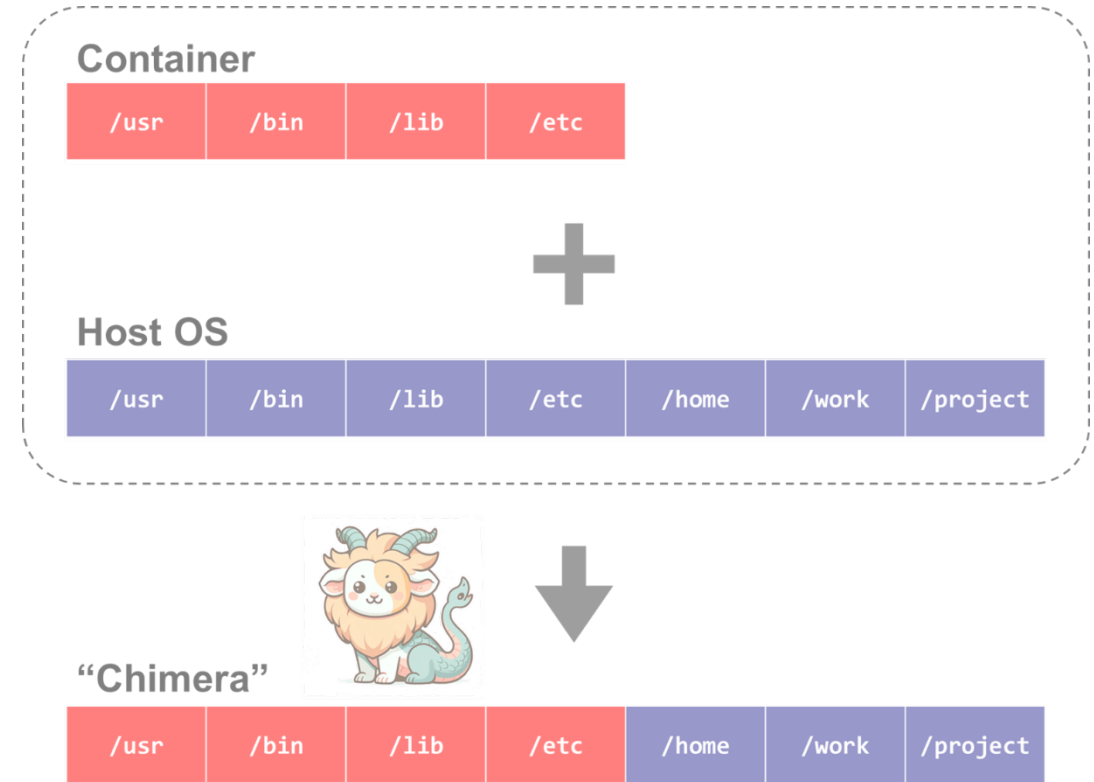 Container
/usr /bin /lib /etc
Host OS
/usr /bin /lib /etc /home /work /project
“Chimera”
/usr /bin /lib /etc /home /work /project